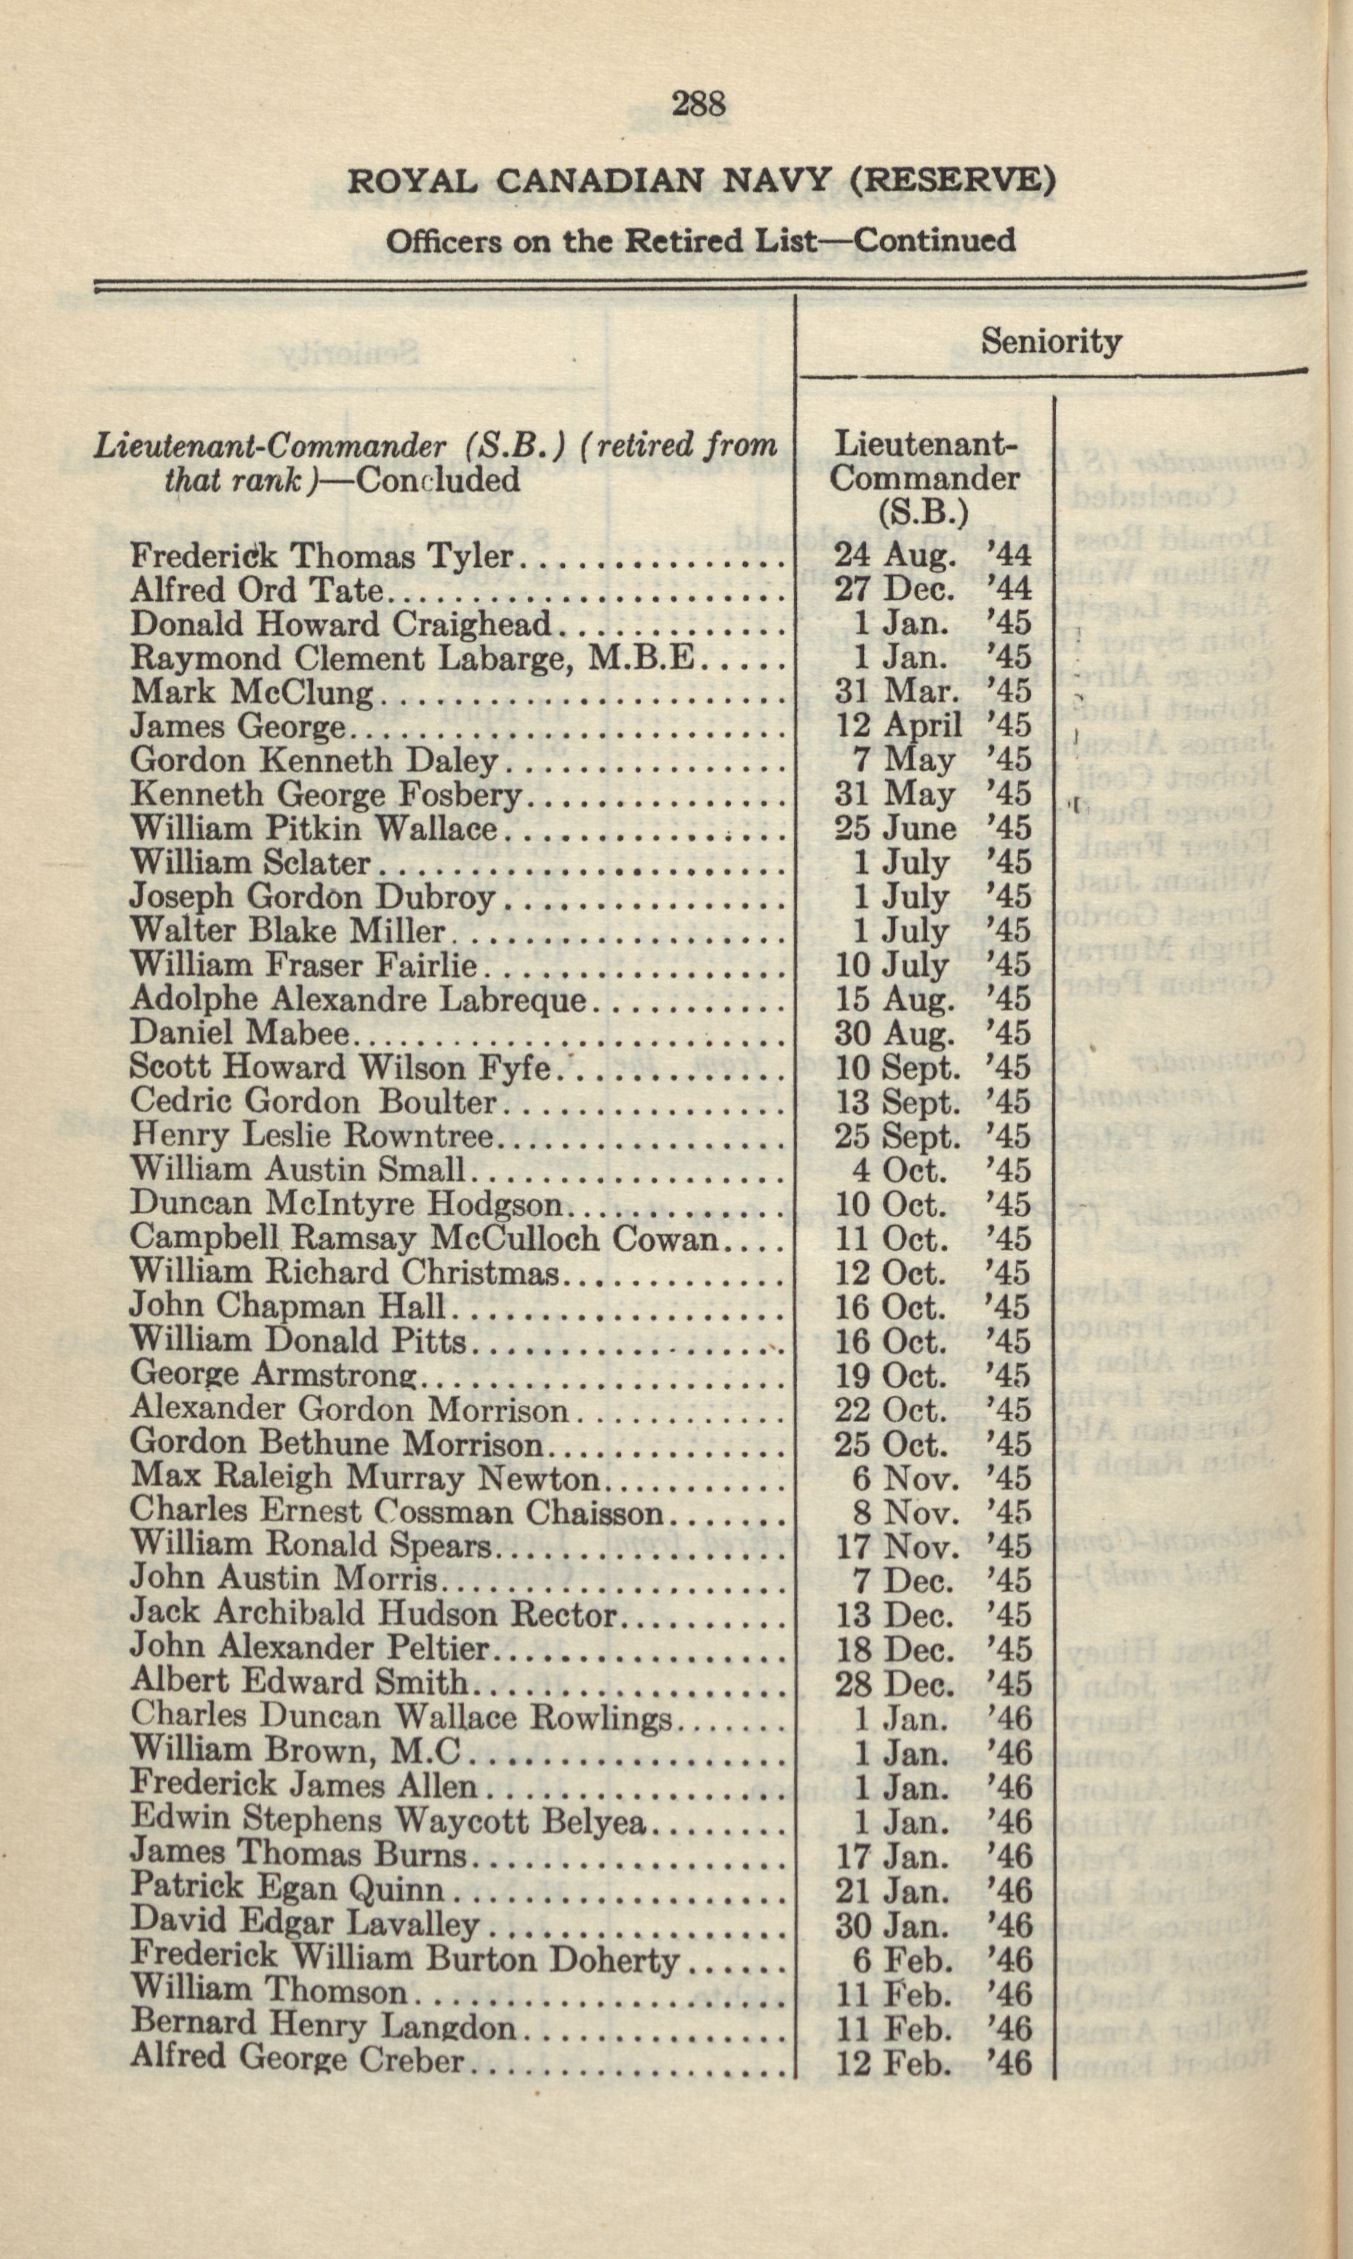 288
ROYAL CANADIAN NAVY (RESERVE)
Officers on the Retired List—Continued
Seniority
Lieutenant-Commander (S.B.) (retired from
that rank)—Concluded
Lieutenant-
Commander
(S.B.)
Frederick Thomas Tyler............... 24 Aug. '44
Alfred Ord Tate....................... 27 Dec. '44
Donald Howard Craighead............. 1 Jan. '45
Raymond Clement Labarge, M.B.E..... 1 Jan. '45
Mark McClung........................ 31 Mar. '45
James George......................... 12 April '45
Gordon Kenneth Daley................ 7 May '45
Kenneth George Fosbery.............. 31 May '45
William Pitkin Wallace................ 25 June '45
William Sclater........................ 1 July '45
Joseph Gordon Dubroy................ 1 July '45
Walter Blake Miller................... 1 July '45
William Fraser Fairlie................. 10 July '45
Adolphe Alexandre Labreque........... 15 Aug. '45
Daniel Mabee......................... 30 Aug. '45
Scott Howard Wilson Fyfe............. 10 Sept. '45
Cedric Gordon Boulter................ 13 Sept. '45
Henry Leslie Rowntree................ 25 Sept. '45
William Austin Small.................. 4 Oct. '45
Duncan McIntyre Hodgson............ 10 Oct. '45
Campbell Ramsay McCulloch Cowan.... 11 Oct. '45
William Richard Christmas............ 12 Oct. '45
John Chapman Hall................... 16 Oct. '45
William Donald Pitts.................. 16 Oct. '45
George Armstrong..................... 19 Oct. '45
Alexander Gordon Morrison............ 22 Oct. '45
Gordon Bethune Morrison............. 25 Oct. '45
Max Raleigh Murray Newton.......... 6 Nov. '45
Charles Ernest Cossman Chaisson....... 8 Nov. '45
William Ronald Spears................ 17 Nov. '45
John Austin Morris.................... 7 Dec. '45
Jack Archibald Hudson Rector......... 13 Dec. '45
John Alexander Peltier................ 18 Dec. '45
Albert Edward Smith.................. 28 Dec. '45
Charles Duncan Wallace Rowlings...... 1 Jan. '46
William Brown, M.C.................. 1 Jan. '46
Frederick James Allen................. 1 Jan. '46
Edwin Stephens Waycott Belyea........ 1 Jan. '46
James Thomas Burns.................. 17 Jan. '46
Patrick Egan Quinn................... 21 Jan. '46
David Edgar Lavalley................. 30 Jan. '46
Frederick William Burton Doherty...... 6 Feb. '46
William Thomson..................... 11 Feb. '46
Bernard Henry Langdon............... 11 Feb. '46
Alfred George Creber.................. 12 Feb. '46